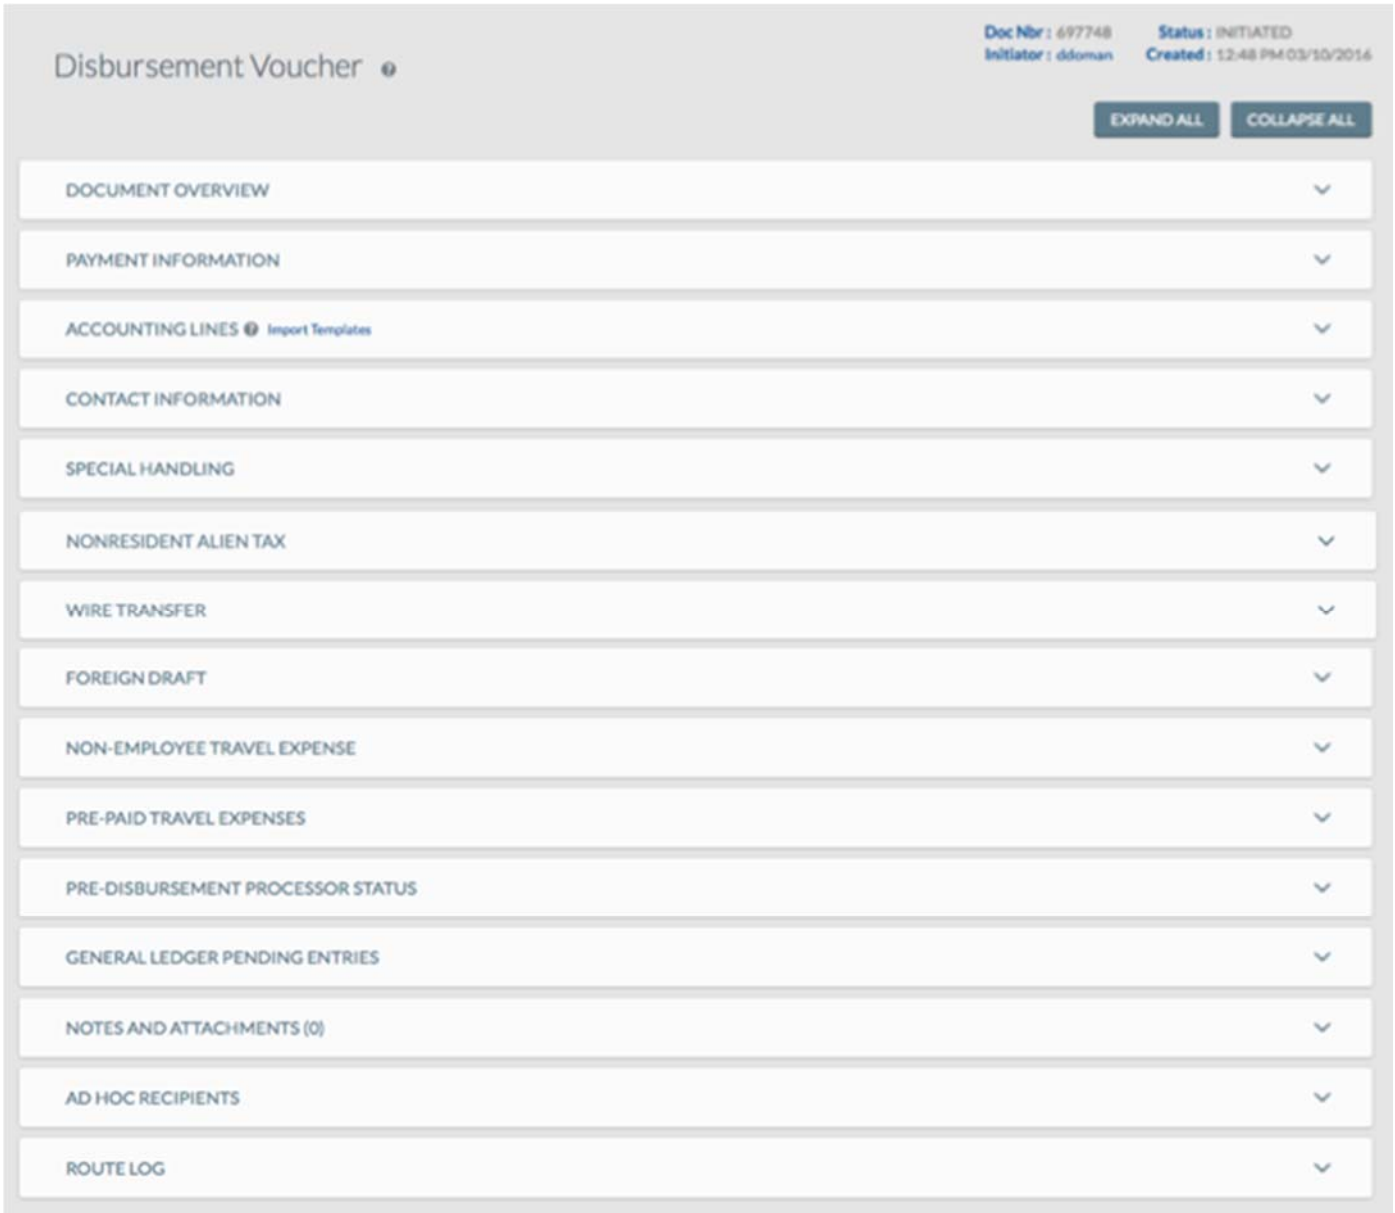 Doc Nbr : 697748 Status : INITIATED
Disbursement Voucher
Initiator : ddoman Created : 12:48 PM 03/10/2016
EXPAND ALL COLLAPSE ALL
DOCUMENT OVERVIEW
PAYMENT INFORMATION
ACCOUNTING LINES Import Templates
CONTACT INFORMATION
SPECIAL HANDLING
NONRESIDENT ALIEN TAX
WIRE TRANSFER
FOREIGN DRAFT
NON-EMPLOYEE TRAVEL EXPENSE
PRE-PAID TRAVEL EXPENSES
PRE-DISBURSEMENT PROCESSOR STATUS
GENERAL LEDGER PENDING ENTRIES
NOTES AND ATTACHMENTS (0)
AD HOC RECIPIENTS
ROUTE LOG